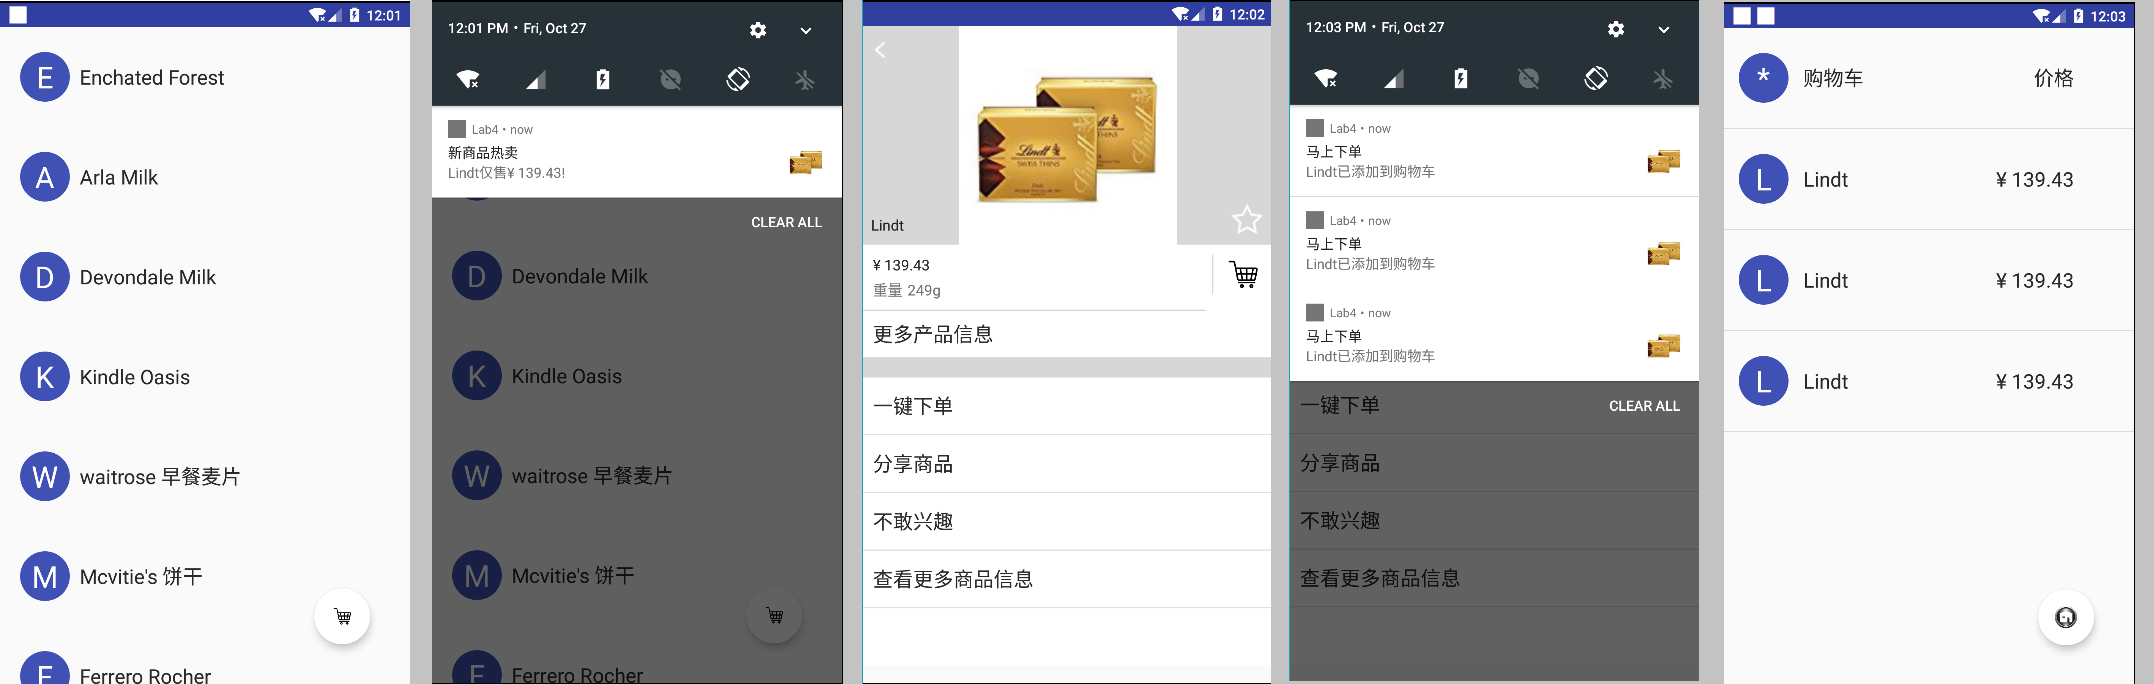 12:01
E Enchated Forest
A Arla Milk
D Devondale Milk
K Kindle Oasis
W waitrose 早餐麦片
M Mcvitie's 饼干
F Ferrero Rocher
12:01 PM • Fri, Oct 27
Lab4 • now
新商品热卖
Lindt仅售¥ 139.43!
CLEAR ALL
D Devondale Milk
K Kindle Oasis
W waitrose 早餐麦片
M Mcvitie's 饼干
F Ferrero Rocher
12:02
Lindt
SWISS THINS
Lindt
¥ 139.43
重量 249g
更多产品信息
一键下单
分享商品
不敢兴趣
查看更多商品信息
12:03 PM • Fri, Oct 27
Lab4 • now
马上下单
Lindt已添加到购物车
Lab4 • now
马上下单
Lindt已添加到购物车
Lab4 • now
马上下单
Lindt已添加到购物车
CLEAR ALL
一键下单
分享商品
不敢兴趣
查看更多商品信息
12:03
* 购物车 价格
L Lindt ¥ 139.43
L Lindt ¥ 139.43
L Lindt ¥ 139.43